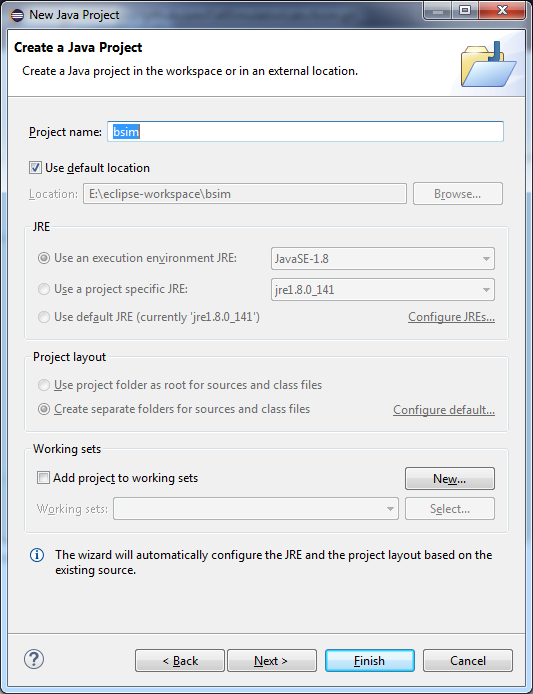 New Java Project
Create a Java Project
Create a Java project in the workspace or in an external location.
Project name: bsim
Use default location
Location: E:\eclipse-workspace\bsim Browse...
JRE
Use an execution environment JRE: JavaSE-1.8
Use a project specific JRE: jre1.8.0_141
Use default JRE (currently 'jre1.8.0_141') Configure JREs...
Project layout
Use project folder as root for sources and class files
Create separate folders for sources and class files Configure default...
Working sets
Add project to working sets New...
Working sets: Select...
The wizard will automatically configure the JRE and the project layout based on the
existing source.
? < Back Next > Finish Cancel